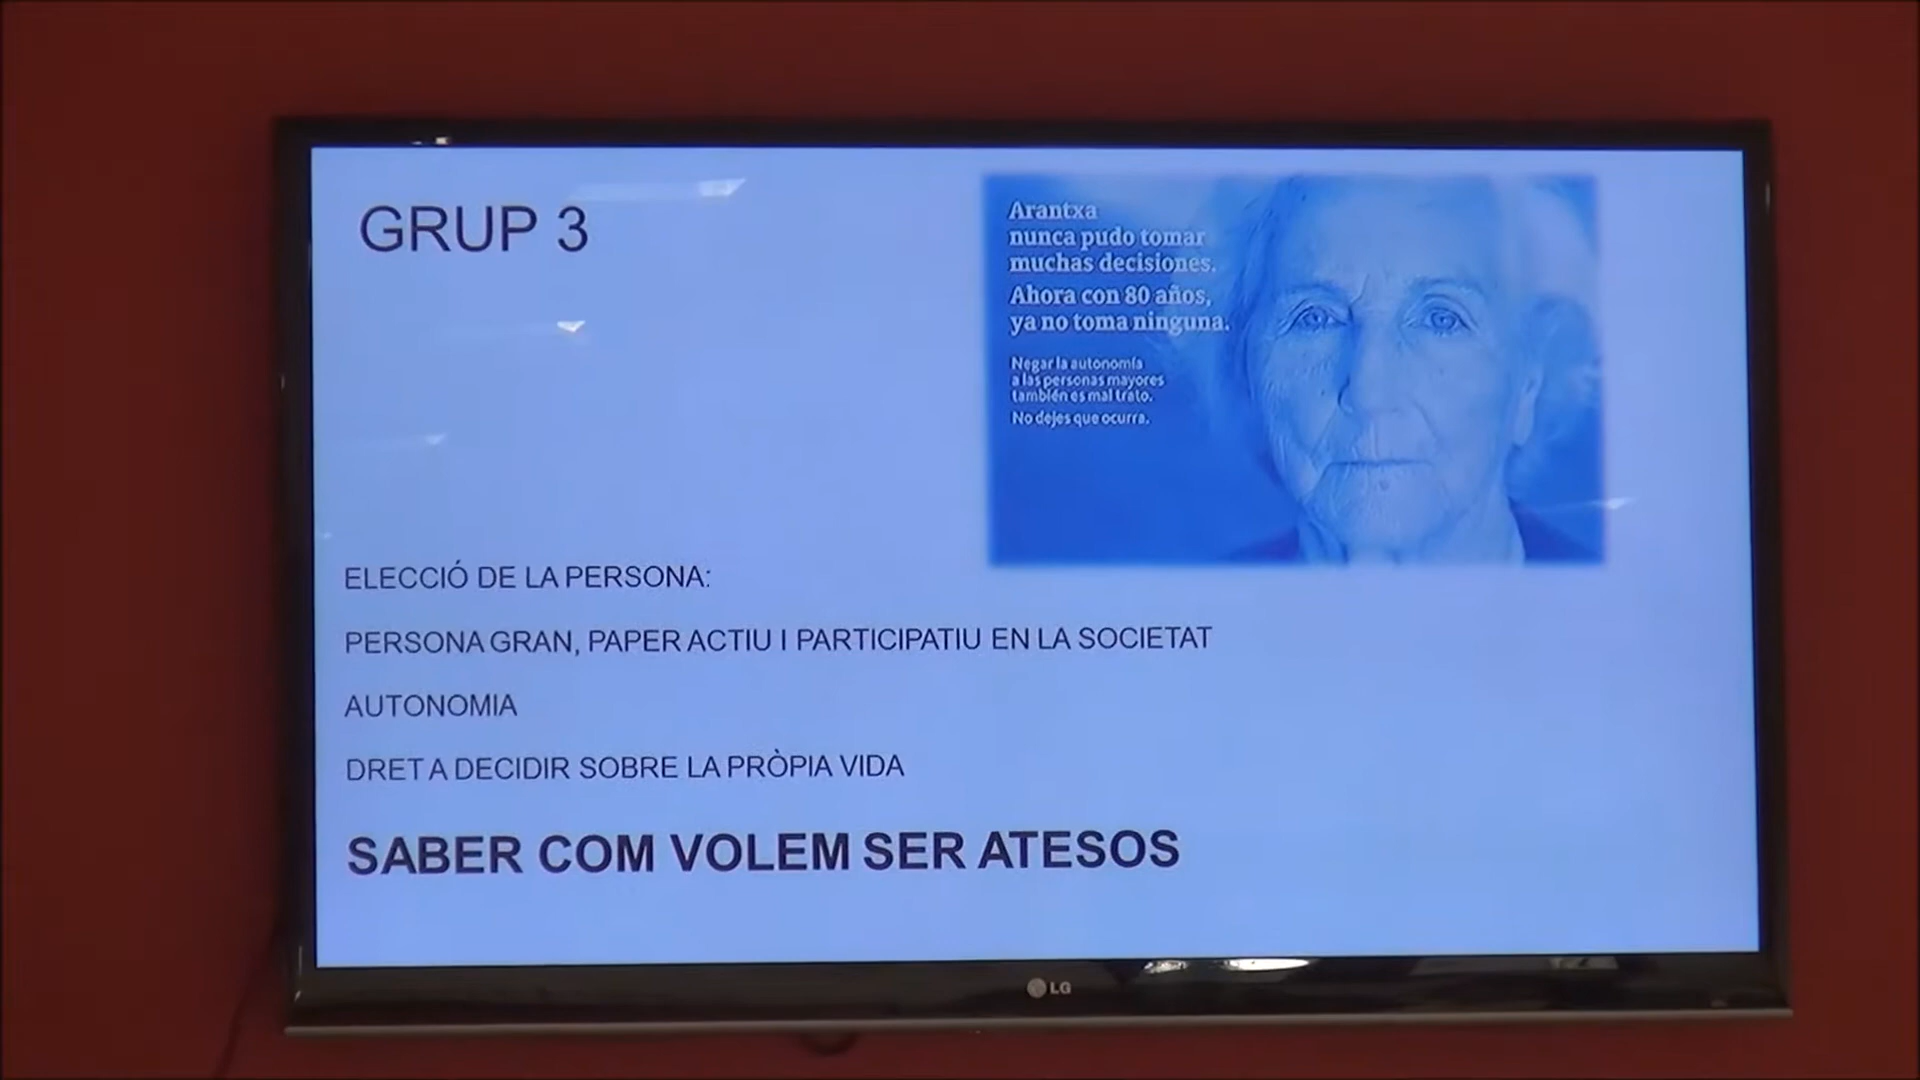 GRUP 3
Arantxa
nunca pudo tomar
muchas decisiones.
Ahora con 80 años,
ya no toma ninguna.
Negar la autonomía
a las personas mayores
también es mal trato.
No dejes que ocurra.
ELECCIÓ DE LA PERSONA:
PERSONA GRAN, PAPER ACTIU I PARTICIPATIU EN LA SOCIETAT
AUTONOMIA
DRET A DECIDIR SOBRE LA PRÒPIA VIDA
SABER COM VOLEM SER ATESOS
LG